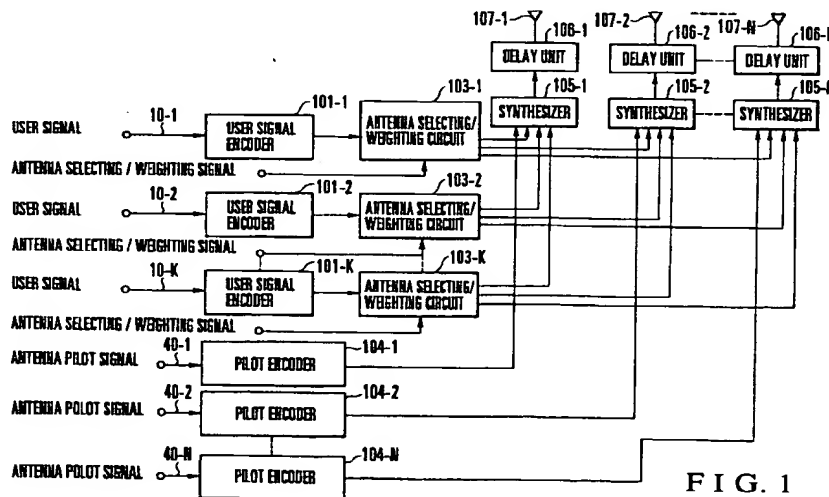 107-1
107-2
107-N
106-1
106-2
DELAY UNIT
DELAY UNIT
DELAY UNIT
105-1
105-2
SYNTHESIZER
SYNTHESIZER
SYNTHESIZER
101-1
103-1
USER SIGNAL
10-1
USER SIGNAL
ENCODER
ANTENNA SELECTING/
WEIGHTING CIRCUIT
ANTENNA SELECTING / WEIGHTING SIGNAL
101-2
103-2
USER SIGNAL
10-2
USER SIGNAL
ENCODER
ANTENNA SELECTING/
WEIGHTING CIRCUIT
ANTENNA SELECTING / WEIGHTING SIGNAL
101-K
103-K
USER SIGNAL
10-K
USER SIGNAL
ENCODER
ANTENNA SELECTING/
WEIGHTING CIRCUIT
ANTENNA SELECTING / WEIGHTING SIGNAL
104-1
ANTENNA PILOT SIGNAL
40-1
PILOT ENCODER
104-2
ANTENNA POLOT SIGNAL
40-2
PILOT ENCODER
104-N
ANTENNA POLOT SIGNAL
40-N
PILOT ENCODER
FIG. 1